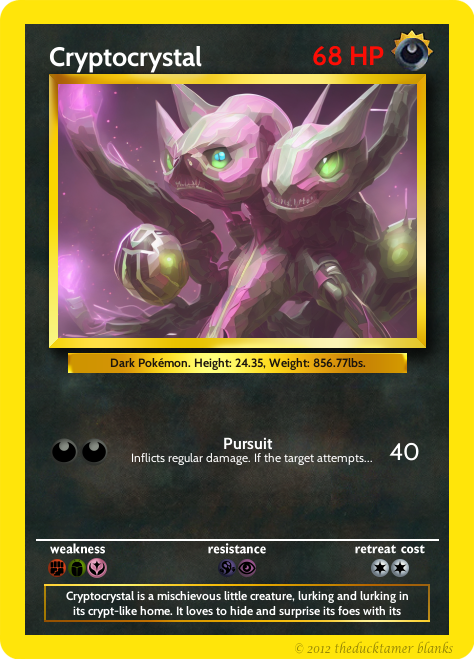 Cryptocrystal 68 HP
Dark Pokémon. Height: 24.35, Weight: 856.77lbs.
Pursuit
Inflicts regular damage. If the target attempts...
40
weakness resistance retreat cost
Cryptocrystal is a mischievous little creature, lurking and lurking in
its crypt-like home. It loves to hide and surprise its foes with its
© 2012 theducktamer blanks